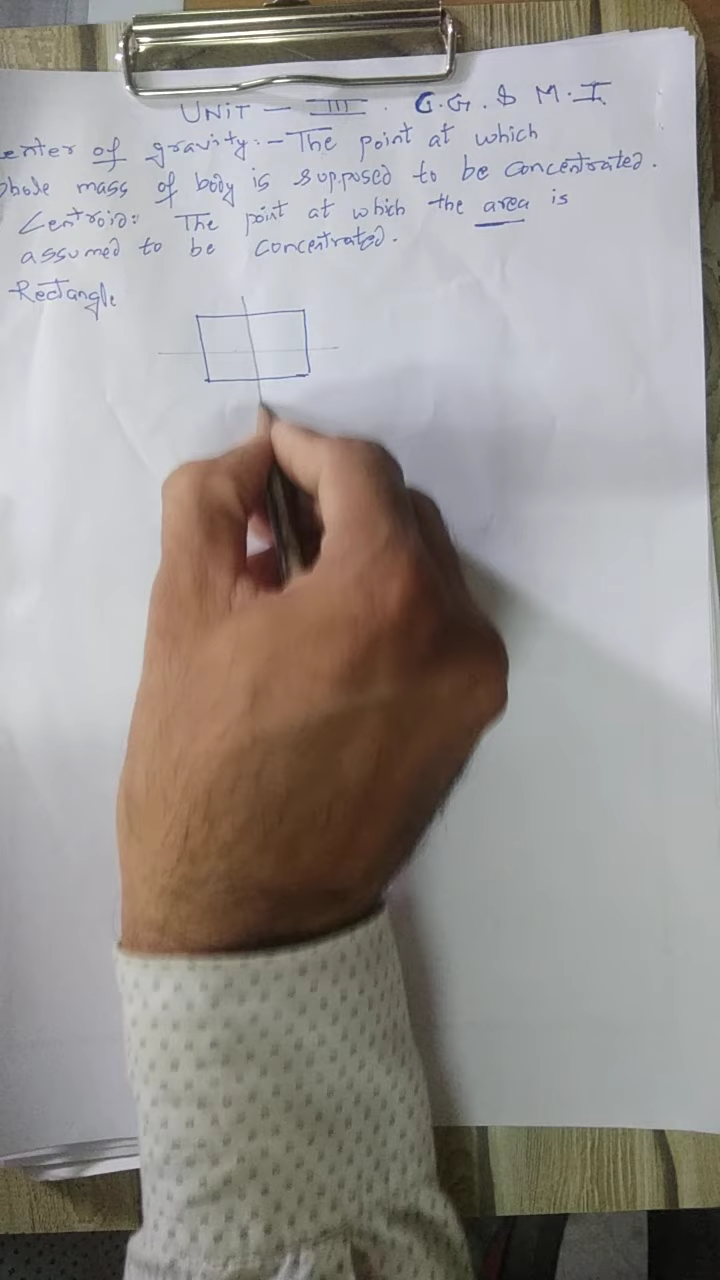 UNIT - III . C.G. & M.I
enter of gravity:- The point at which
whole mass of body is supposed to be concentrated.
Centroid: The point at which the area is
assumed to be concentrated.
Rectangle